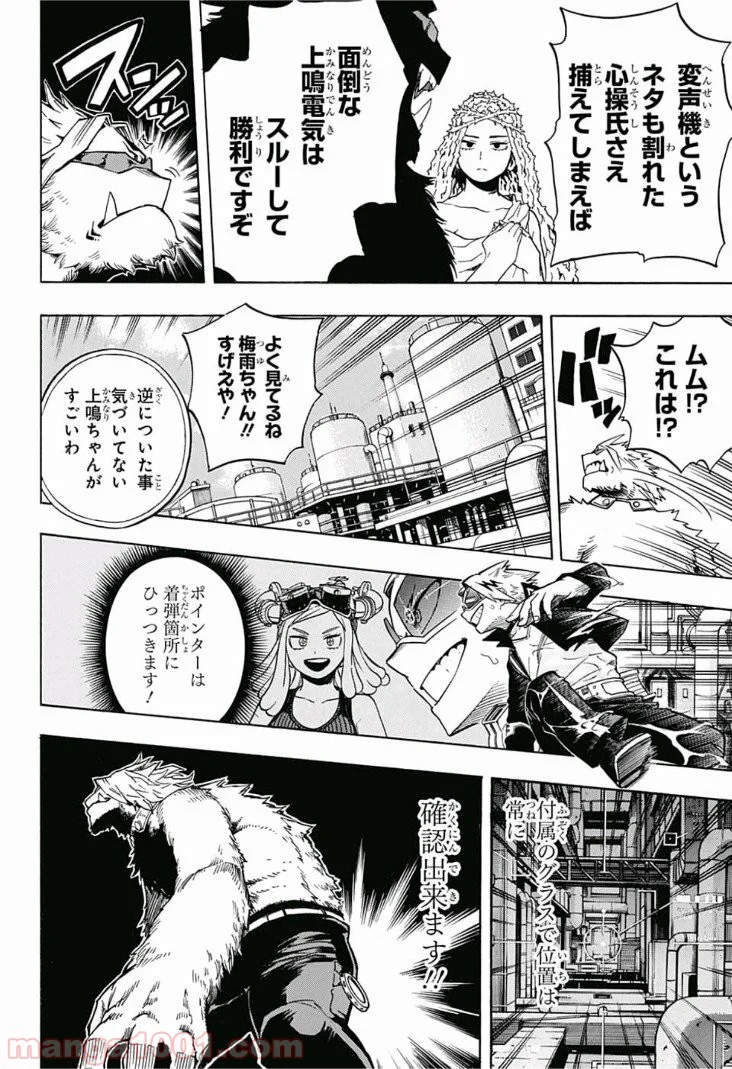 変声機という
ネタも割れた
心操氏さえ
捕えてしまえば
面倒な
上鳴電気は
スルーして
勝利ですぞ
ズンッ
ムム!?
これは!?
よく見てるね
梅雨ちゃん!!
すげえや!
逆についた事
気づいてない
上鳴ちゃんが
すごいわ
ポインターは
着弾箇所に
ひっつきます!
付属のグラスで位置は
常に
確認出来ます!!
manga1001.com